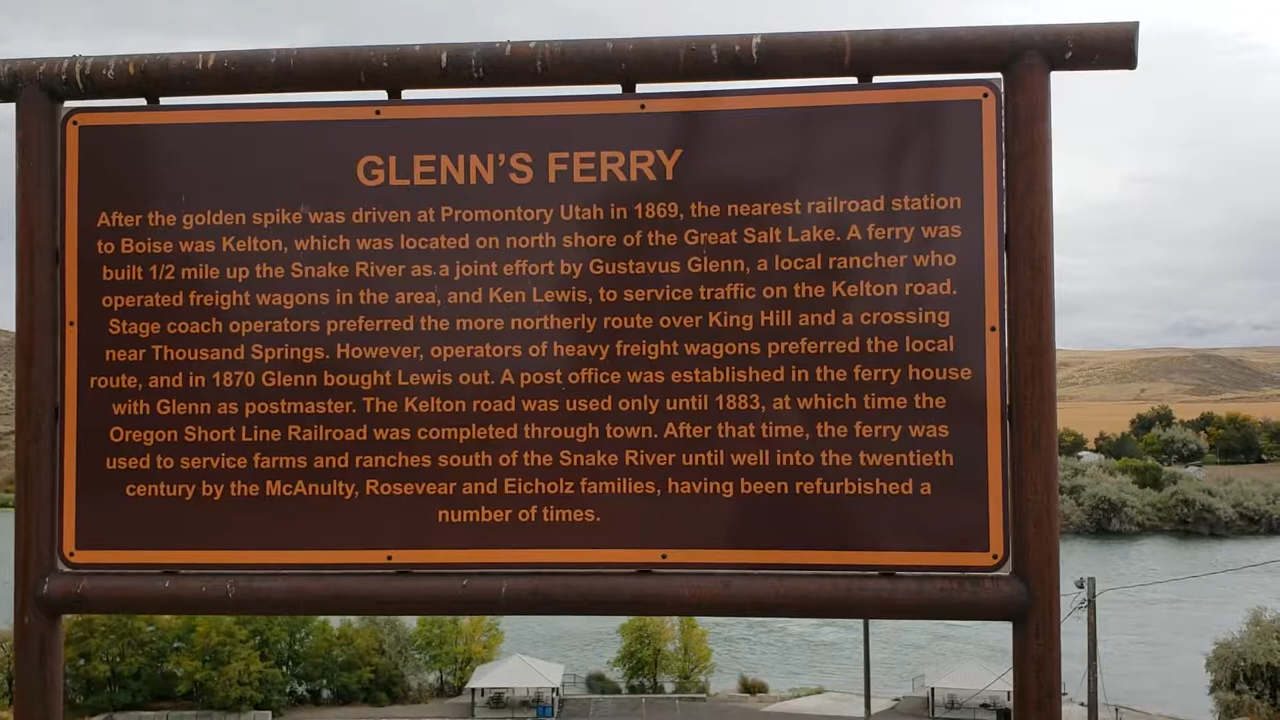 GLENN'S FERRY
After the golden spike was driven at Promontory Utah in 1869, the nearest railroad station
to Boise was Kelton, which was located on north shore of the Great Salt Lake. A ferry was
built 1/2 mile up the Snake River as a joint effort by Gustavus Glenn, a local rancher who
operated freight wagons in the area, and Ken Lewis, to service traffic on the Kelton road.
Stage coach operators preferred the more northerly route over King Hill and a crossing
near Thousand Springs. However, operators of heavy freight wagons preferred the local
route, and in 1870 Glenn bought Lewis out. A post office was established in the ferry house
with Glenn as postmaster. The Kelton road was used only until 1883, at which time the
Oregon Short Line Railroad was completed through town. After that time, the ferry was
used to service farms and ranches south of the Snake River until well into the twentieth
century by the McAnulty, Rosevear and Eicholz families, having been refurbished a
number of times.